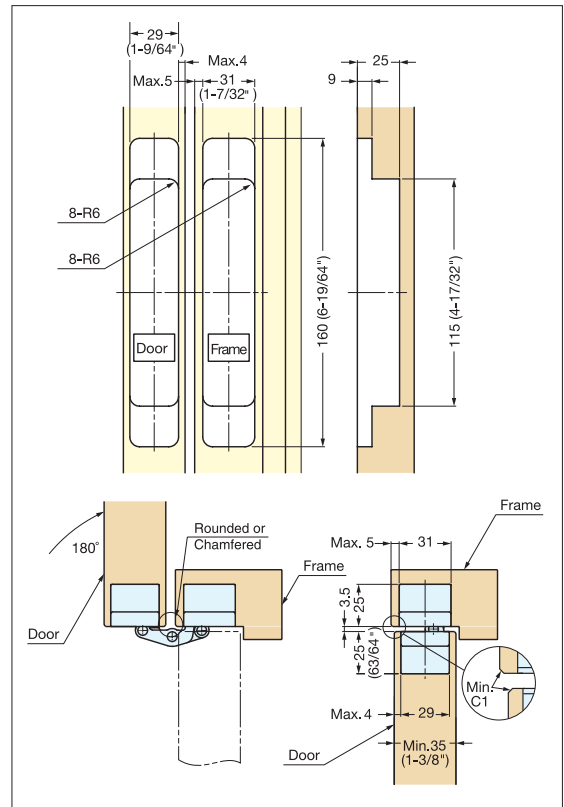 29
(1-9/64")
Max.4
25
Max.5
31
(1-7/32")
9
8-R6
8-R6
160 (6-19/64")
115 (4-17/32")
Door
Frame
180°
Rounded or
Chamfered
Frame
Door
Frame
Max. 5
31
3.5
25
25
(63/64")
Min.
C1
Max. 4
29
Door
Min.35
(1-3/8")